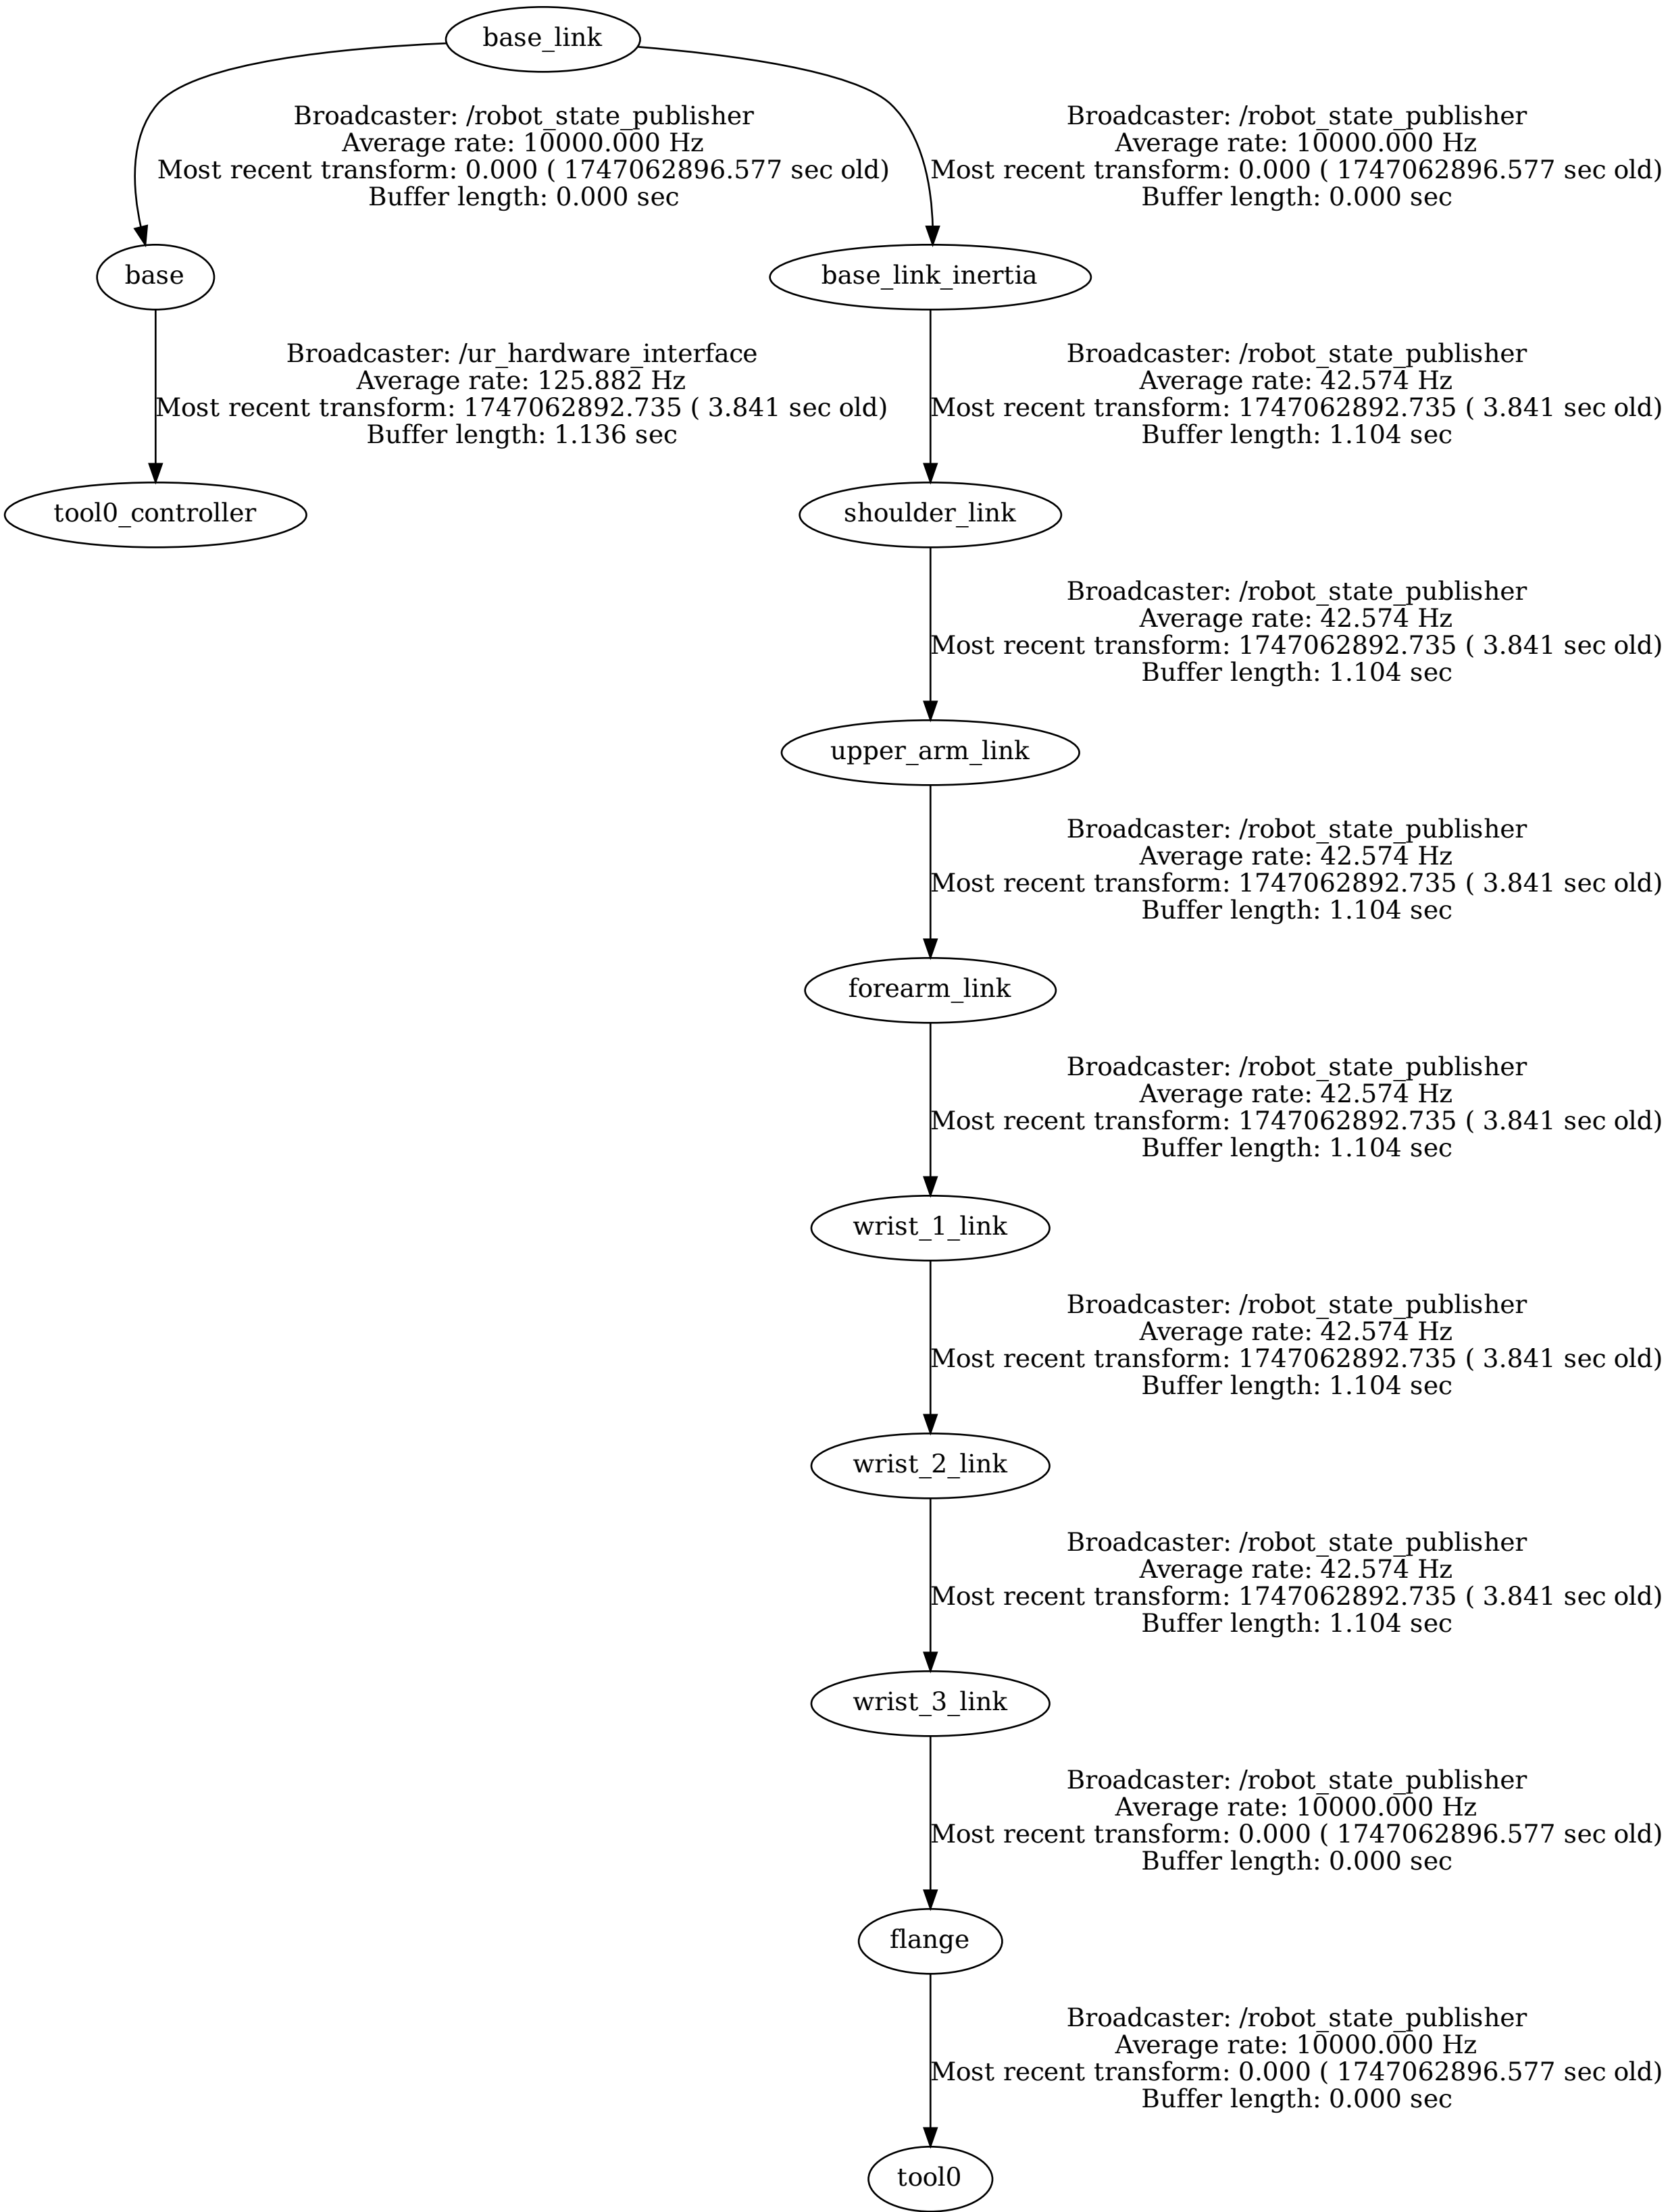 base_link
Broadcaster: /robot_state_publisher
Average rate: 10000.000 Hz
Most recent transform: 0.000 ( 1747062896.577 sec old)
Buffer length: 0.000 sec
Broadcaster: /robot_state_publisher
Average rate: 10000.000 Hz
Most recent transform: 0.000 ( 1747062896.577 sec old)
Buffer length: 0.000 sec
base
base_link_inertia
Broadcaster: /ur_hardware_interface
Average rate: 125.882 Hz
Most recent transform: 1747062892.735 ( 3.841 sec old)
Buffer length: 1.136 sec
Broadcaster: /robot_state_publisher
Average rate: 42.574 Hz
Most recent transform: 1747062892.735 ( 3.841 sec old)
Buffer length: 1.104 sec
tool0_controller
shoulder_link
Broadcaster: /robot_state_publisher
Average rate: 42.574 Hz
Most recent transform: 1747062892.735 ( 3.841 sec old)
Buffer length: 1.104 sec
upper_arm_link
Broadcaster: /robot_state_publisher
Average rate: 42.574 Hz
Most recent transform: 1747062892.735 ( 3.841 sec old)
Buffer length: 1.104 sec
forearm_link
Broadcaster: /robot_state_publisher
Average rate: 42.574 Hz
Most recent transform: 1747062892.735 ( 3.841 sec old)
Buffer length: 1.104 sec
wrist_1_link
Broadcaster: /robot_state_publisher
Average rate: 42.574 Hz
Most recent transform: 1747062892.735 ( 3.841 sec old)
Buffer length: 1.104 sec
wrist_2_link
Broadcaster: /robot_state_publisher
Average rate: 42.574 Hz
Most recent transform: 1747062892.735 ( 3.841 sec old)
Buffer length: 1.104 sec
wrist_3_link
Broadcaster: /robot_state_publisher
Average rate: 10000.000 Hz
Most recent transform: 0.000 ( 1747062896.577 sec old)
Buffer length: 0.000 sec
flange
Broadcaster: /robot_state_publisher
Average rate: 10000.000 Hz
Most recent transform: 0.000 ( 1747062896.577 sec old)
Buffer length: 0.000 sec
tool0